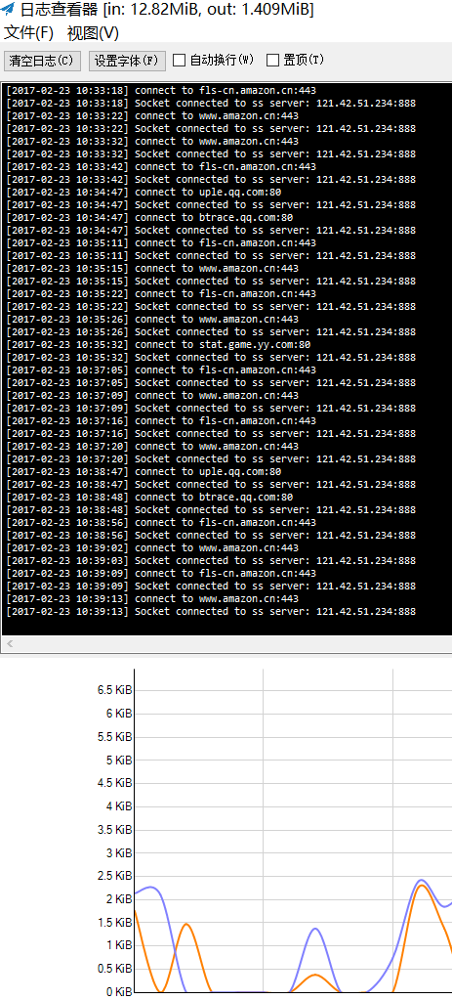 日志查看器 [in: 12.82MiB, out: 1.409MiB]
文件(F) 视图(V)
清空日志(C) 设置字体(F) 自动换行(W) 置顶(T)
[2017-02-23 10:33:18] connect to fls-cn.amazon.cn:443
[2017-02-23 10:33:18] Socket connected to ss server: 121.42.51.234:888
[2017-02-23 10:33:22] connect to www.amazon.cn:443
[2017-02-23 10:33:22] Socket connected to ss server: 121.42.51.234:888
[2017-02-23 10:33:32] connect to www.amazon.cn:443
[2017-02-23 10:33:32] Socket connected to ss server: 121.42.51.234:888
[2017-02-23 10:33:42] connect to fls-cn.amazon.cn:443
[2017-02-23 10:33:42] Socket connected to ss server: 121.42.51.234:888
[2017-02-23 10:34:47] connect to uple.qq.com:80
[2017-02-23 10:34:47] Socket connected to ss server: 121.42.51.234:888
[2017-02-23 10:34:47] connect to btrace.qq.com:80
[2017-02-23 10:34:47] Socket connected to ss server: 121.42.51.234:888
[2017-02-23 10:35:11] connect to fls-cn.amazon.cn:443
[2017-02-23 10:35:11] Socket connected to ss server: 121.42.51.234:888
[2017-02-23 10:35:15] connect to www.amazon.cn:443
[2017-02-23 10:35:15] Socket connected to ss server: 121.42.51.234:888
[2017-02-23 10:35:22] connect to fls-cn.amazon.cn:443
[2017-02-23 10:35:22] Socket connected to ss server: 121.42.51.234:888
[2017-02-23 10:35:26] connect to www.amazon.cn:443
[2017-02-23 10:35:26] Socket connected to ss server: 121.42.51.234:888
[2017-02-23 10:35:32] connect to stat.game.yy.com:80
[2017-02-23 10:35:32] Socket connected to ss server: 121.42.51.234:888
[2017-02-23 10:37:05] connect to fls-cn.amazon.cn:443
[2017-02-23 10:37:05] Socket connected to ss server: 121.42.51.234:888
[2017-02-23 10:37:09] connect to www.amazon.cn:443
[2017-02-23 10:37:09] Socket connected to ss server: 121.42.51.234:888
[2017-02-23 10:37:16] connect to fls-cn.amazon.cn:443
[2017-02-23 10:37:16] Socket connected to ss server: 121.42.51.234:888
[2017-02-23 10:37:20] connect to www.amazon.cn:443
[2017-02-23 10:37:20] Socket connected to ss server: 121.42.51.234:888
[2017-02-23 10:38:47] connect to uple.qq.com:80
[2017-02-23 10:38:47] Socket connected to ss server: 121.42.51.234:888
[2017-02-23 10:38:48] connect to btrace.qq.com:80
[2017-02-23 10:38:48] Socket connected to ss server: 121.42.51.234:888
[2017-02-23 10:38:56] connect to fls-cn.amazon.cn:443
[2017-02-23 10:38:56] Socket connected to ss server: 121.42.51.234:888
[2017-02-23 10:39:02] connect to www.amazon.cn:443
[2017-02-23 10:39:03] Socket connected to ss server: 121.42.51.234:888
[2017-02-23 10:39:09] connect to fls-cn.amazon.cn:443
[2017-02-23 10:39:09] Socket connected to ss server: 121.42.51.234:888
[2017-02-23 10:39:13] connect to www.amazon.cn:443
[2017-02-23 10:39:13] Socket connected to ss server: 121.42.51.234:888
6.5 KiB
6 KiB
5.5 KiB
5 KiB
4.5 KiB
4 KiB
3.5 KiB
3 KiB
2.5 KiB
2 KiB
1.5 KiB
1 KiB
0.5 KiB
0 KiB